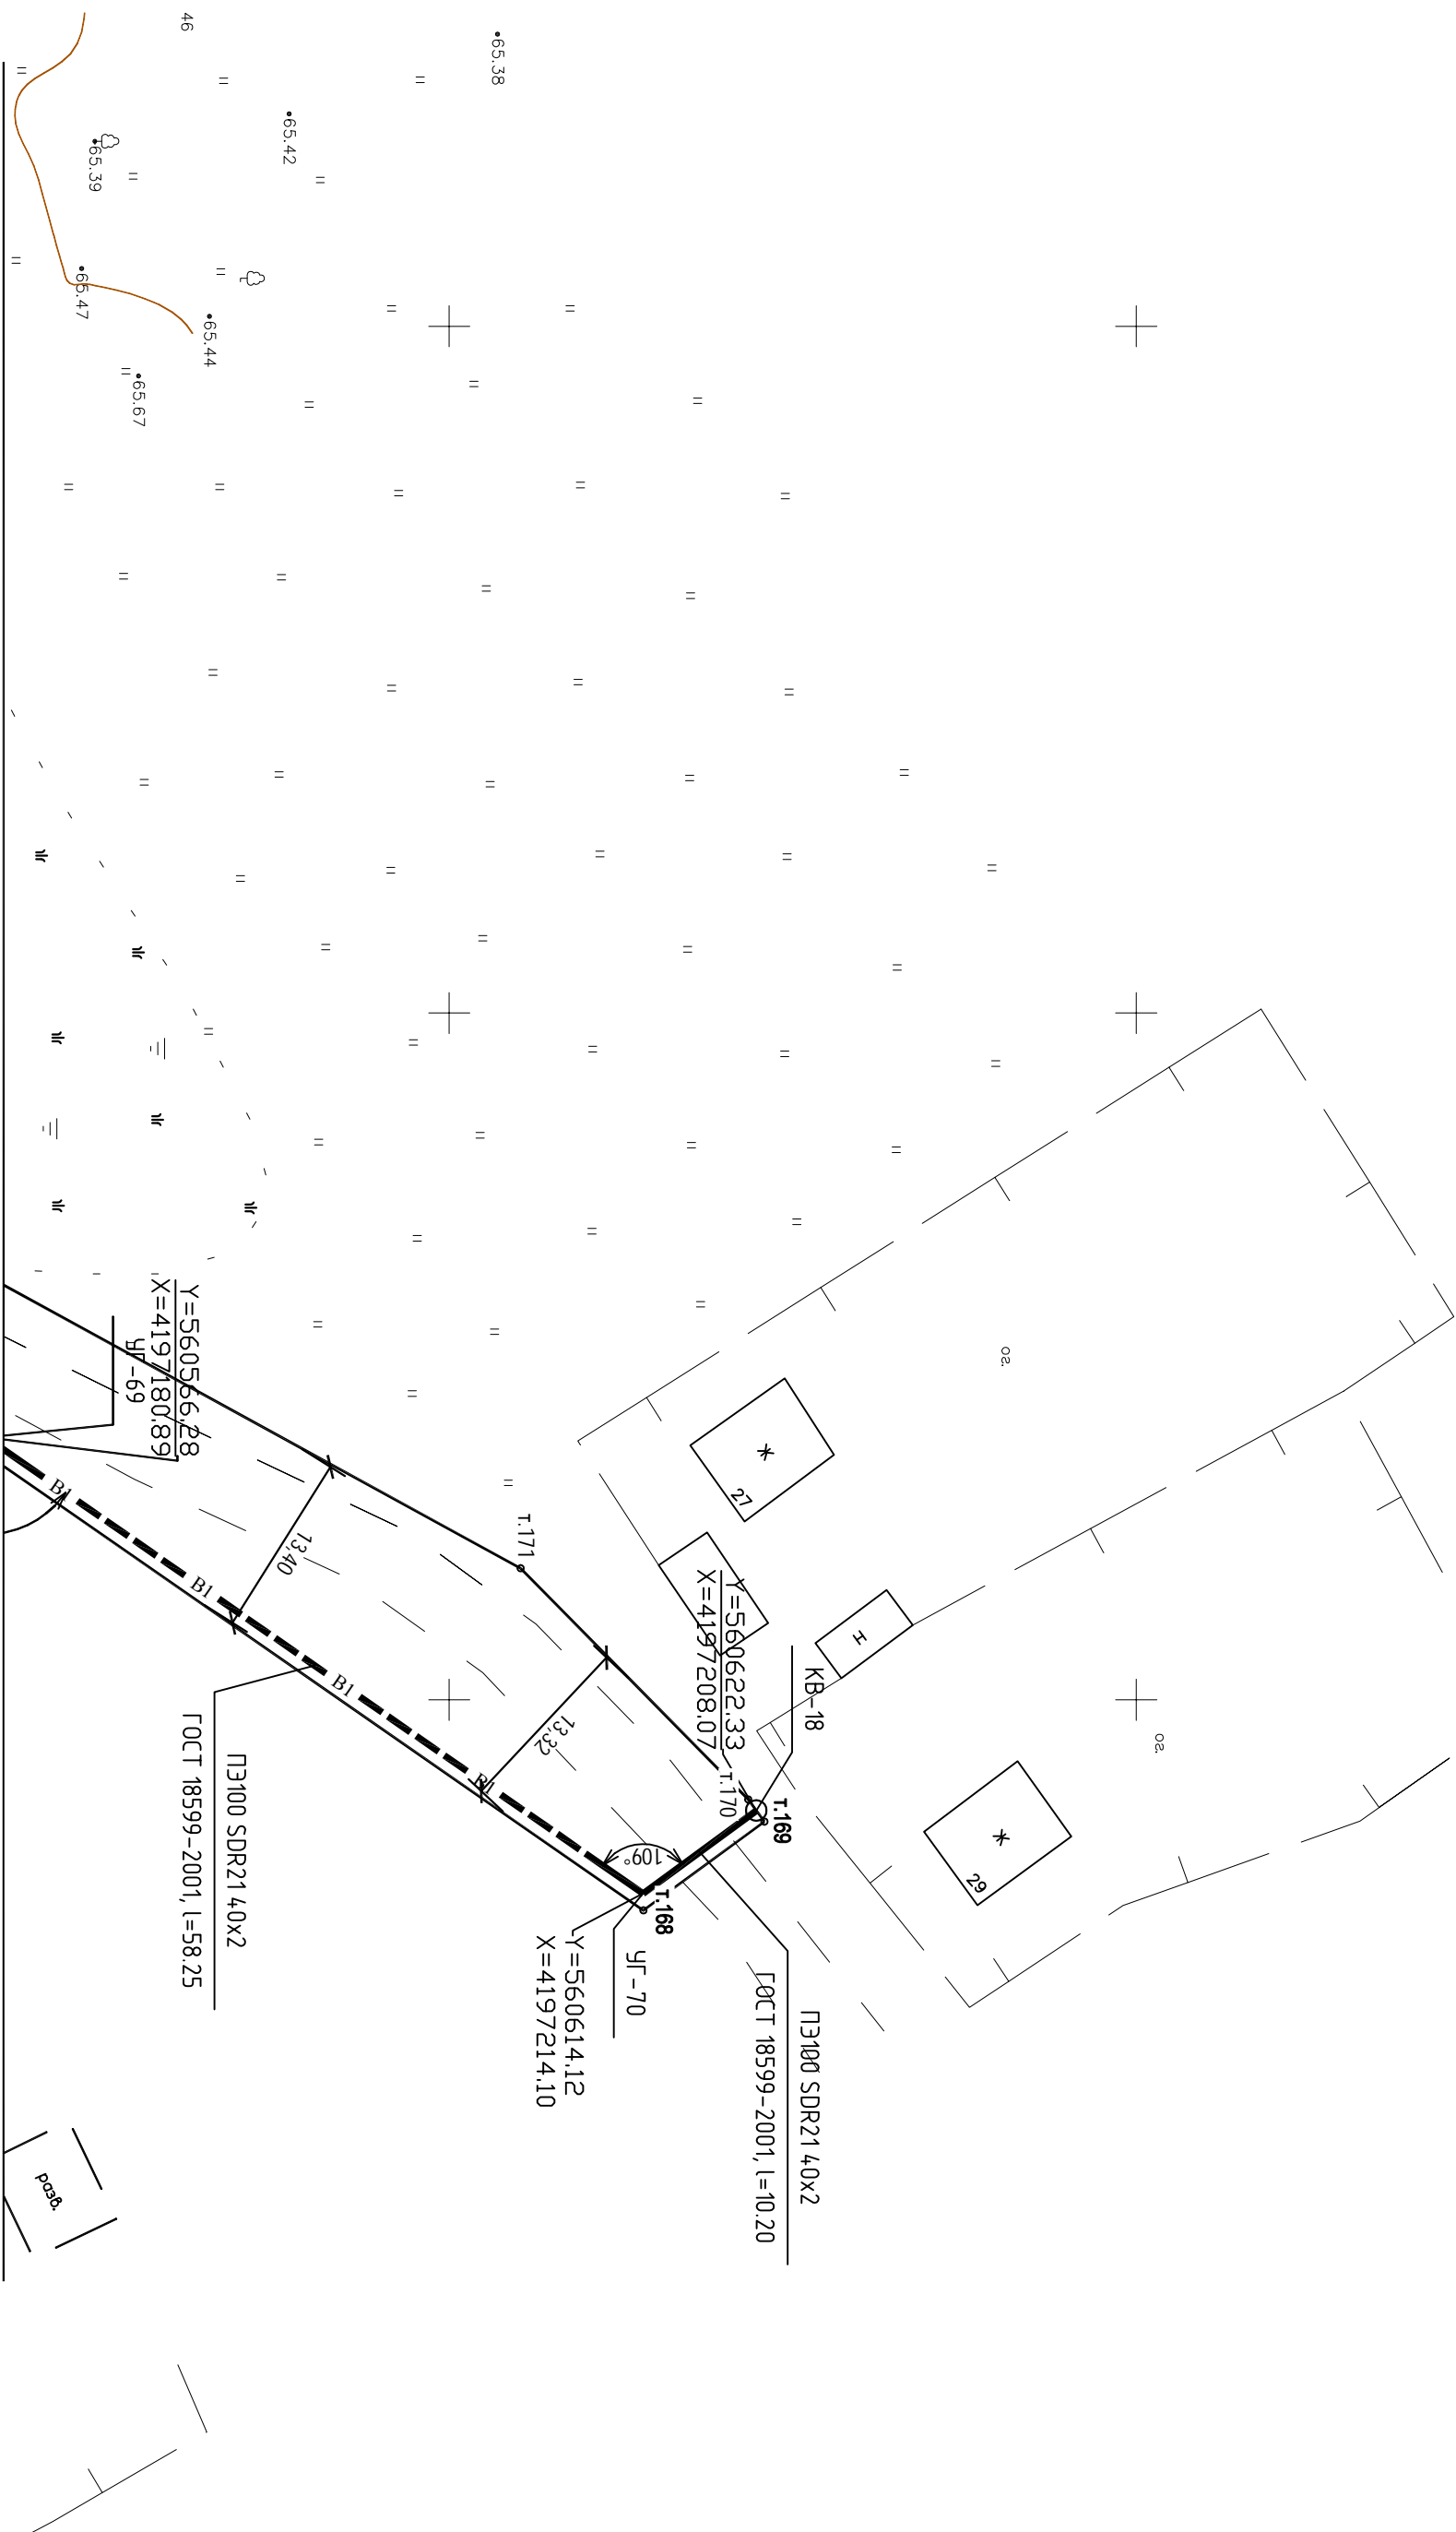 46
65.38
65.42
65.39
65.47
65.44
65.67
Y=560566,28
X=4197180,89
УГ-69
В1
В1
В1
В1
13,40
13,32
т.171
27
ж
Y=560622,33
X=4197208,07
КВ-18
н
т.170
т.169
109°
т.168
УГ-70
Y=560614,12
X=4197214,10
ПЭ100 SDR21 40х2
ГОСТ 18599-2001, l=58.25
ПЭ100 SDR21 40х2
ГОСТ 18599-2001, l=10.20
ог.
ог.
ж
29
разв.